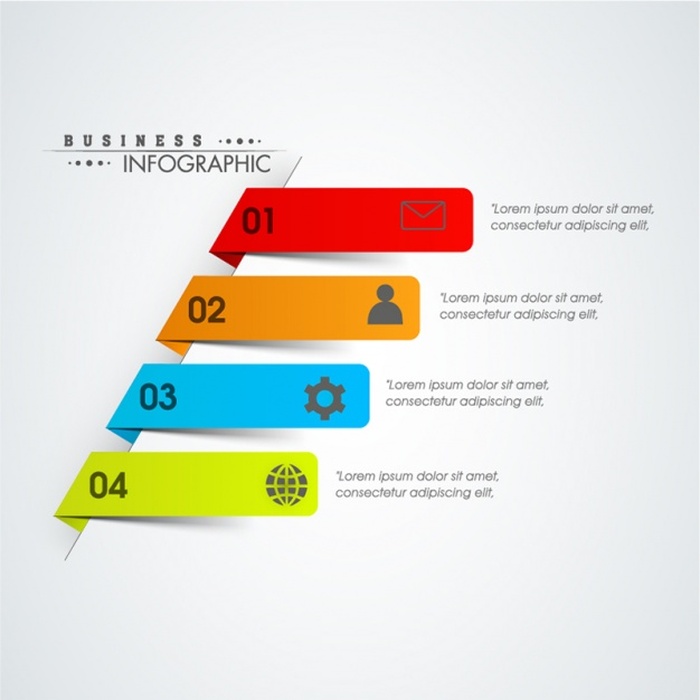 BUSINESS
INFOGRAPHIC
01
"Lorem ipsum dolor sit amet,
consectetur adipiscing elit,
02
"Lorem ipsum dolor sit amet,
consectetur adipiscing elit,
03
"Lorem ipsum dolor sit amet,
consectetur adipiscing elit,
04
"Lorem ipsum dolor sit amet,
consectetur adipiscing elit,